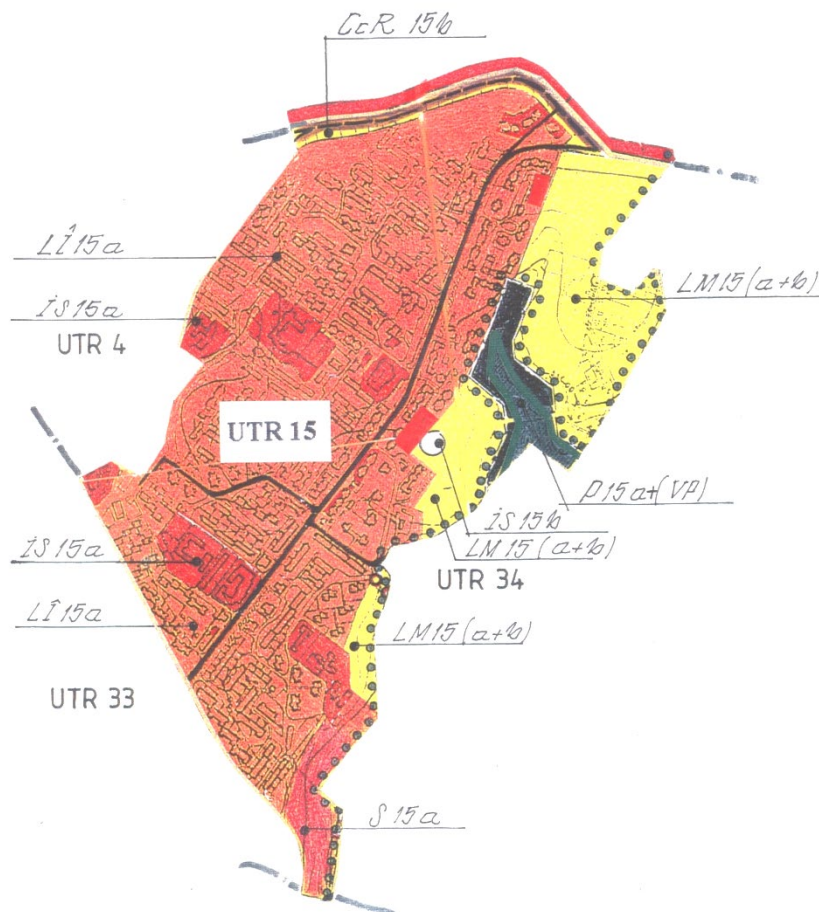 CcR 15b
LÎ 15a
IS 15a
UTR 4
LM 15 (a+b)
UTR 15
P 15a+(VP)
IS 15b
LM 15 (a+b)
UTR 34
IS 15a
LÎ 15a
LM 15 (a+b)
UTR 33
S 15a